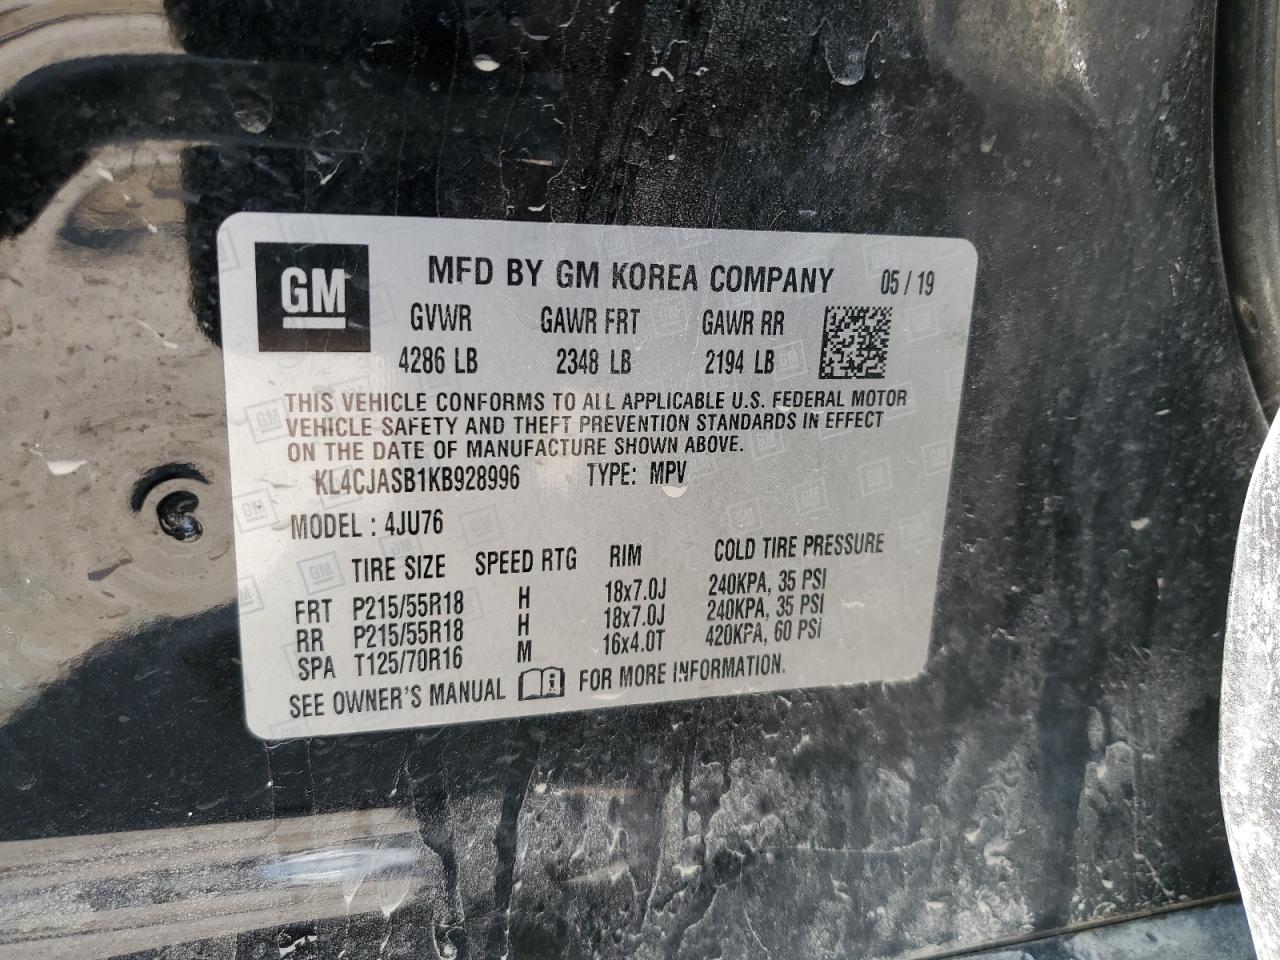 GM
MFD BY GM KOREA COMPANY 05 / 19
GVWR GAWR FRT GAWR RR
4286 LB 2348 LB 2194 LB
THIS VEHICLE CONFORMS TO ALL APPLICABLE U.S. FEDERAL MOTOR
VEHICLE SAFETY AND THEFT PREVENTION STANDARDS IN EFFECT
ON THE DATE OF MANUFACTURE SHOWN ABOVE.
KL4CJASB1KB928996 TYPE: MPV
MODEL : 4JU76
TIRE SIZE SPEED RTG RIM COLD TIRE PRESSURE
FRT P215/55R18 H 18x7.0J 240KPA, 35 PSI
RR P215/55R18 H 18x7.0J 240KPA, 35 PSI
SPA T125/70R16 M 16x4.0T 420KPA, 60 PSI
SEE OWNER'S MANUAL FOR MORE INFORMATION.